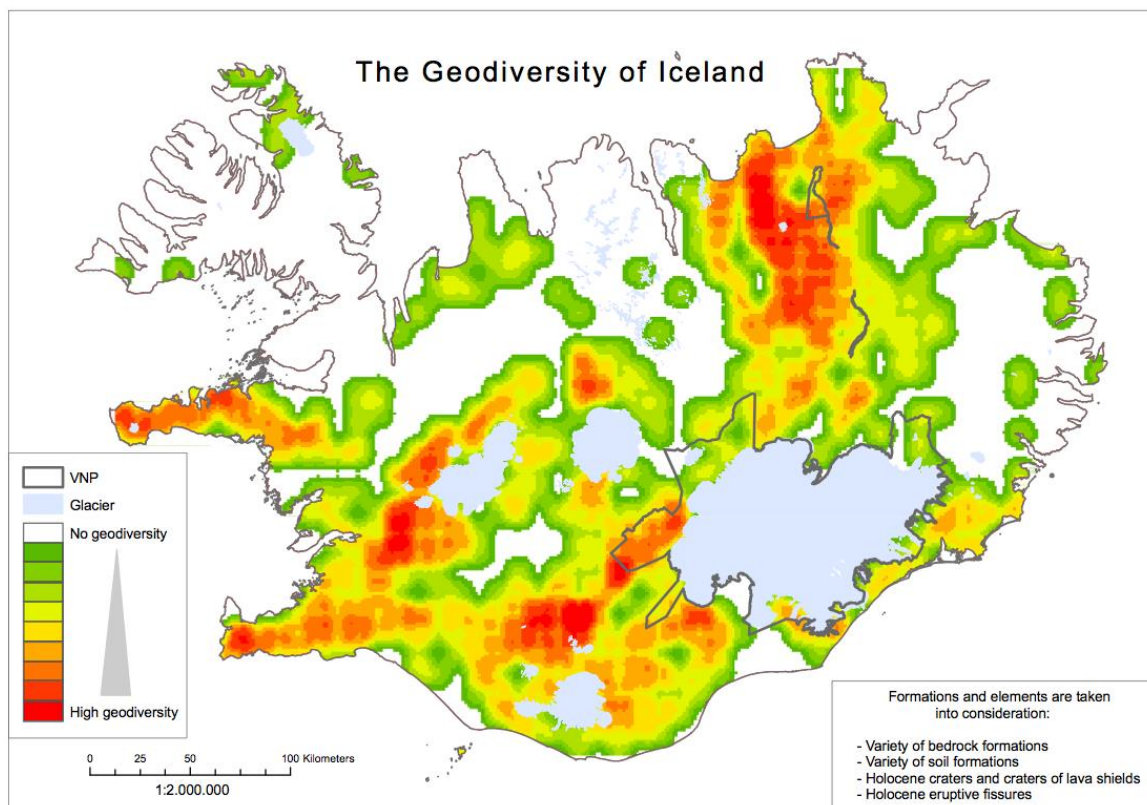 The Geodiversity of Iceland
VNP
Glacier
No geodiversity
High geodiversity
0 25 50 100 Kilometers
1:2.000.000
Formations and elements are taken
into consideration:
- Variety of bedrock formations
- Variety of soil formations
- Holocene craters and craters of lava shields
- Holocene eruptive fissures